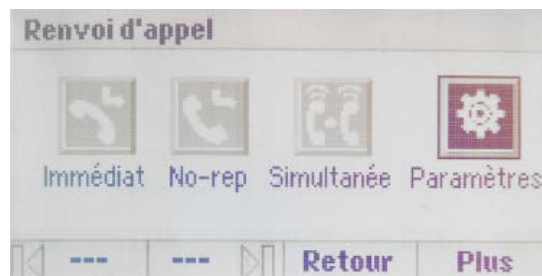 Renvoi d'appel
Immédiat No-rep Simultanée Paramètres
--- --- Retour Plus